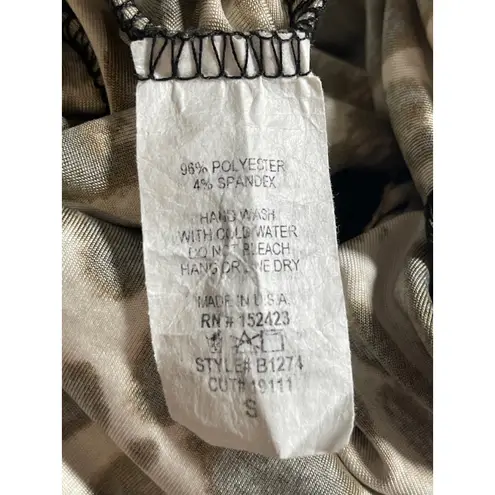 96% POLYESTER
4% SPANDEX
HAND WASH
WITH COLD WATER
DO NOT BLEACH
HANG OR LINE DRY
MADE IN U.S.A.
RN # 152423
STYLE# B1274
CUT# 19111
S